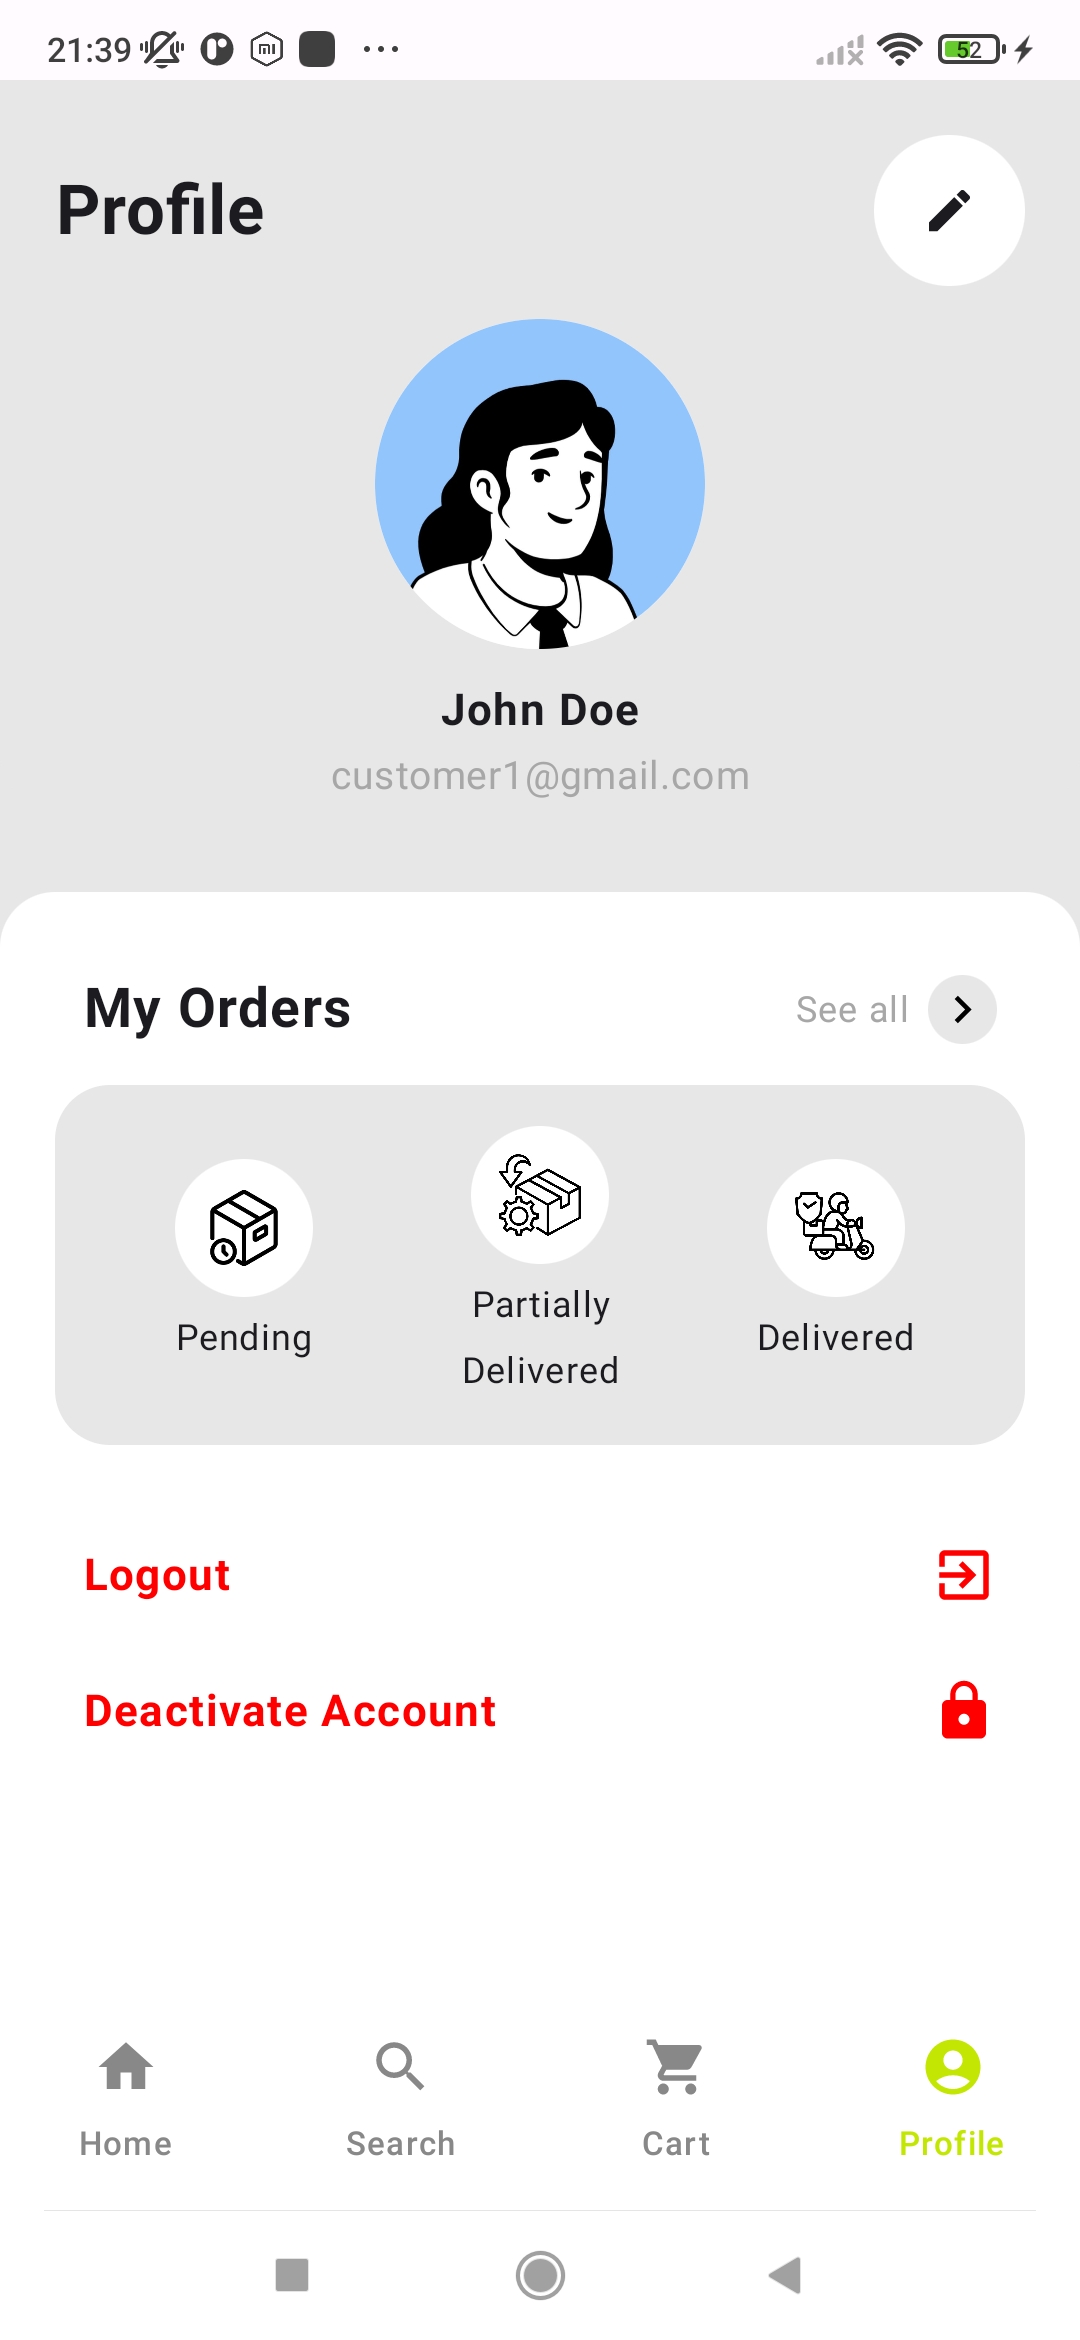 21:39
52
Profile
John Doe
customer1@gmail.com
My Orders
See all
Pending
Partially
Delivered
Delivered
Logout
Deactivate Account
Home
Search
Cart
Profile